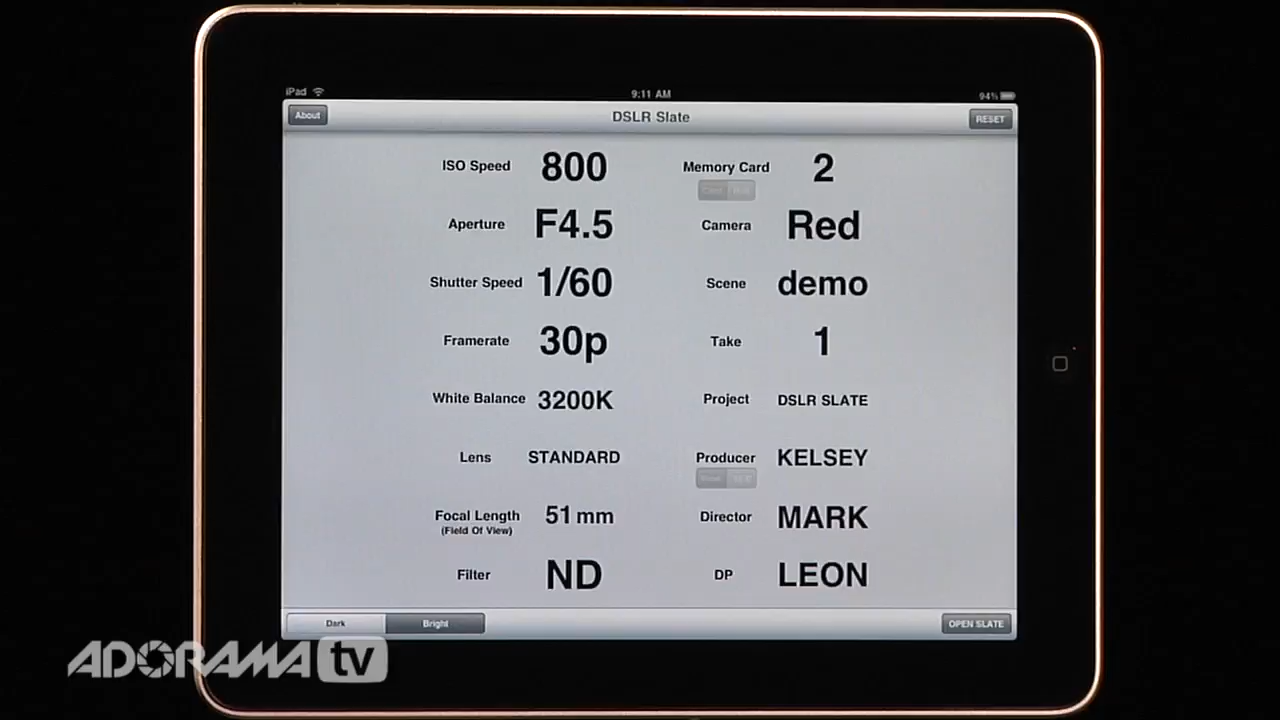 iPad 9:11 AM 94%
About DSLR Slate RESET
ISO Speed 800 Memory Card 2
Aperture F4.5 Camera Red
Shutter Speed 1/60 Scene demo
Framerate 30p Take 1
White Balance 3200K Project DSLR SLATE
Lens STANDARD Producer KELSEY
Focal Length 51 mm Director MARK
(Field Of View)
Filter ND DP LEON
Dark Bright OPEN SLATE
ADORAMA tv